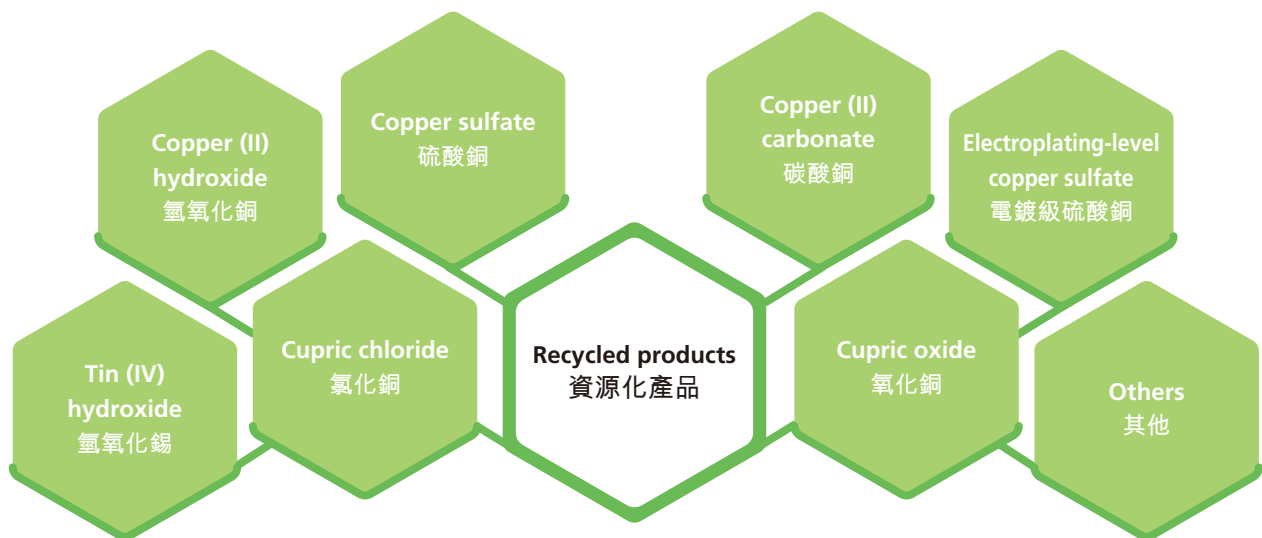 Copper (II)
hydroxide
氫氧化銅
Copper sulfate
硫酸銅
Copper (II)
carbonate
碳酸銅
Electroplating-level
copper sulfate
電鍍級硫酸銅
Tin (IV)
hydroxide
氫氧化錫
Cupric chloride
氯化銅
Recycled products
資源化產品
Cupric oxide
氧化銅
Others
其他